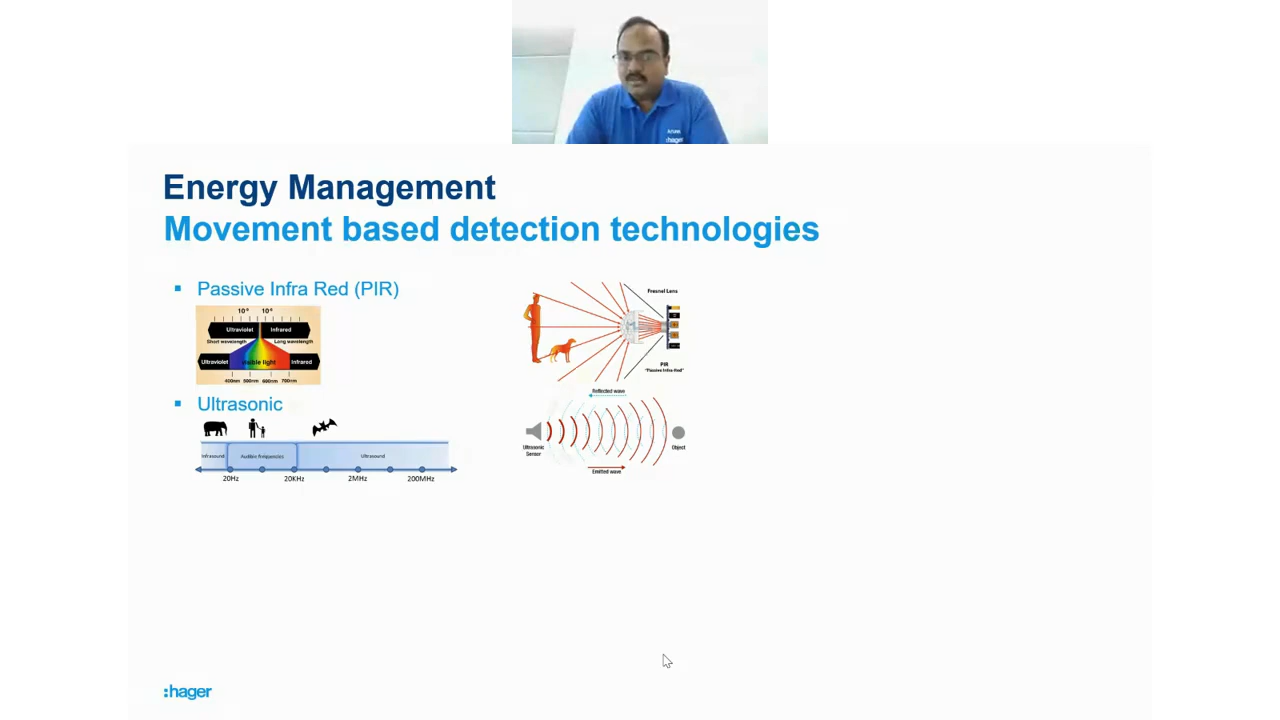 :hager
Energy Management
Movement based detection technologies
▪ Passive Infra Red (PIR)
Ultraviolet Infrared
Short wavelength Long wavelength
Ultraviolet visible light Infrared
400nm 500nm 600nm 700nm
Fresnel Lens
PIR
"Passive Infra-Red"
▪ Ultrasonic
Infrasound Audible frequencies Ultrasound
20Hz 20KHz 2MHz 200MHz
Reflected wave
Ultrasonic
Sensor
Object
Emitted wave
:hager